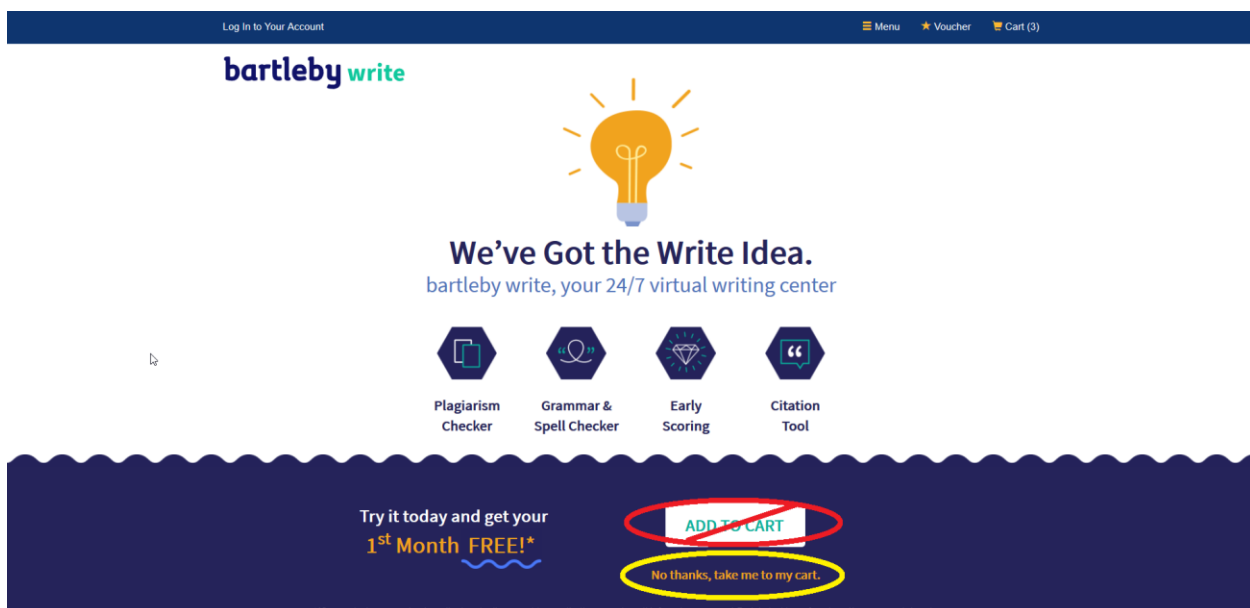 Log In to Your Account
Menu
Voucher
Cart (3)
bartleby write
We've Got the Write Idea.
bartleby write, your 24/7 virtual writing center
Plagiarism
Checker
Grammar &
Spell Checker
Early
Scoring
Citation
Tool
Try it today and get your
1st Month FREE!*
ADD TO CART
No thanks, take me to my cart.